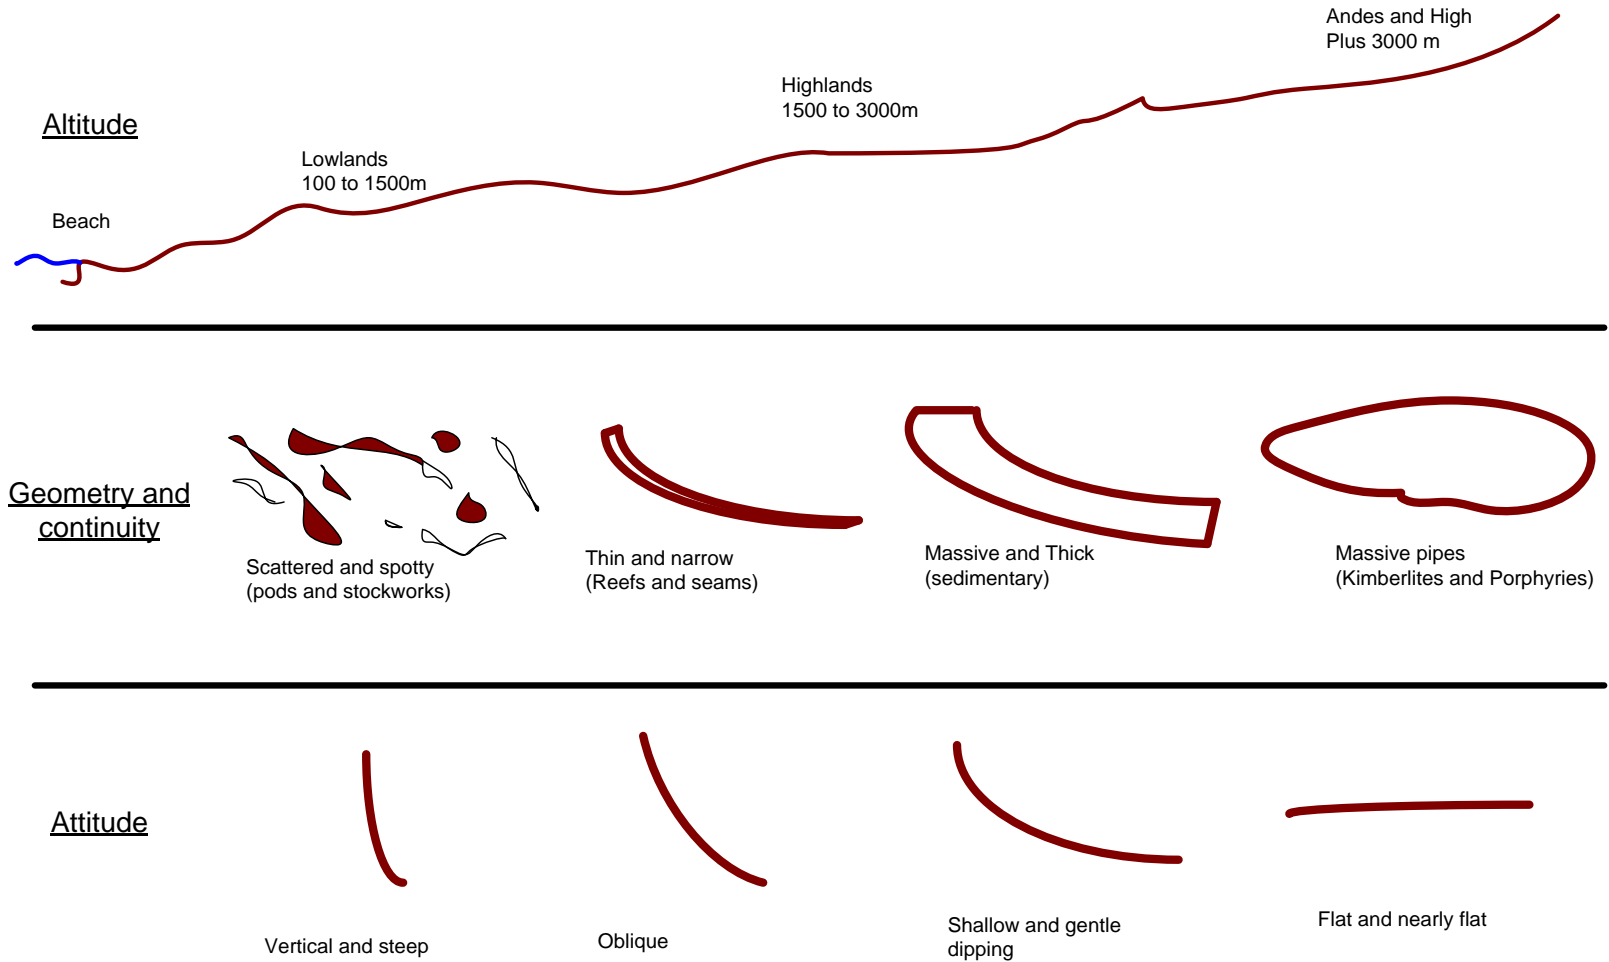 Altitude
Beach
Lowlands
100 to 1500m
Highlands
1500 to 3000m
Andes and High
Plus 3000 m
Geometry and
continuity
Scattered and spotty
(pods and stockworks)
Thin and narrow
(Reefs and seams)
Massive and Thick
(sedimentary)
Massive pipes
(Kimberlites and Porphyries)
Attitude
Vertical and steep
Oblique
Shallow and gentle
dipping
Flat and nearly flat